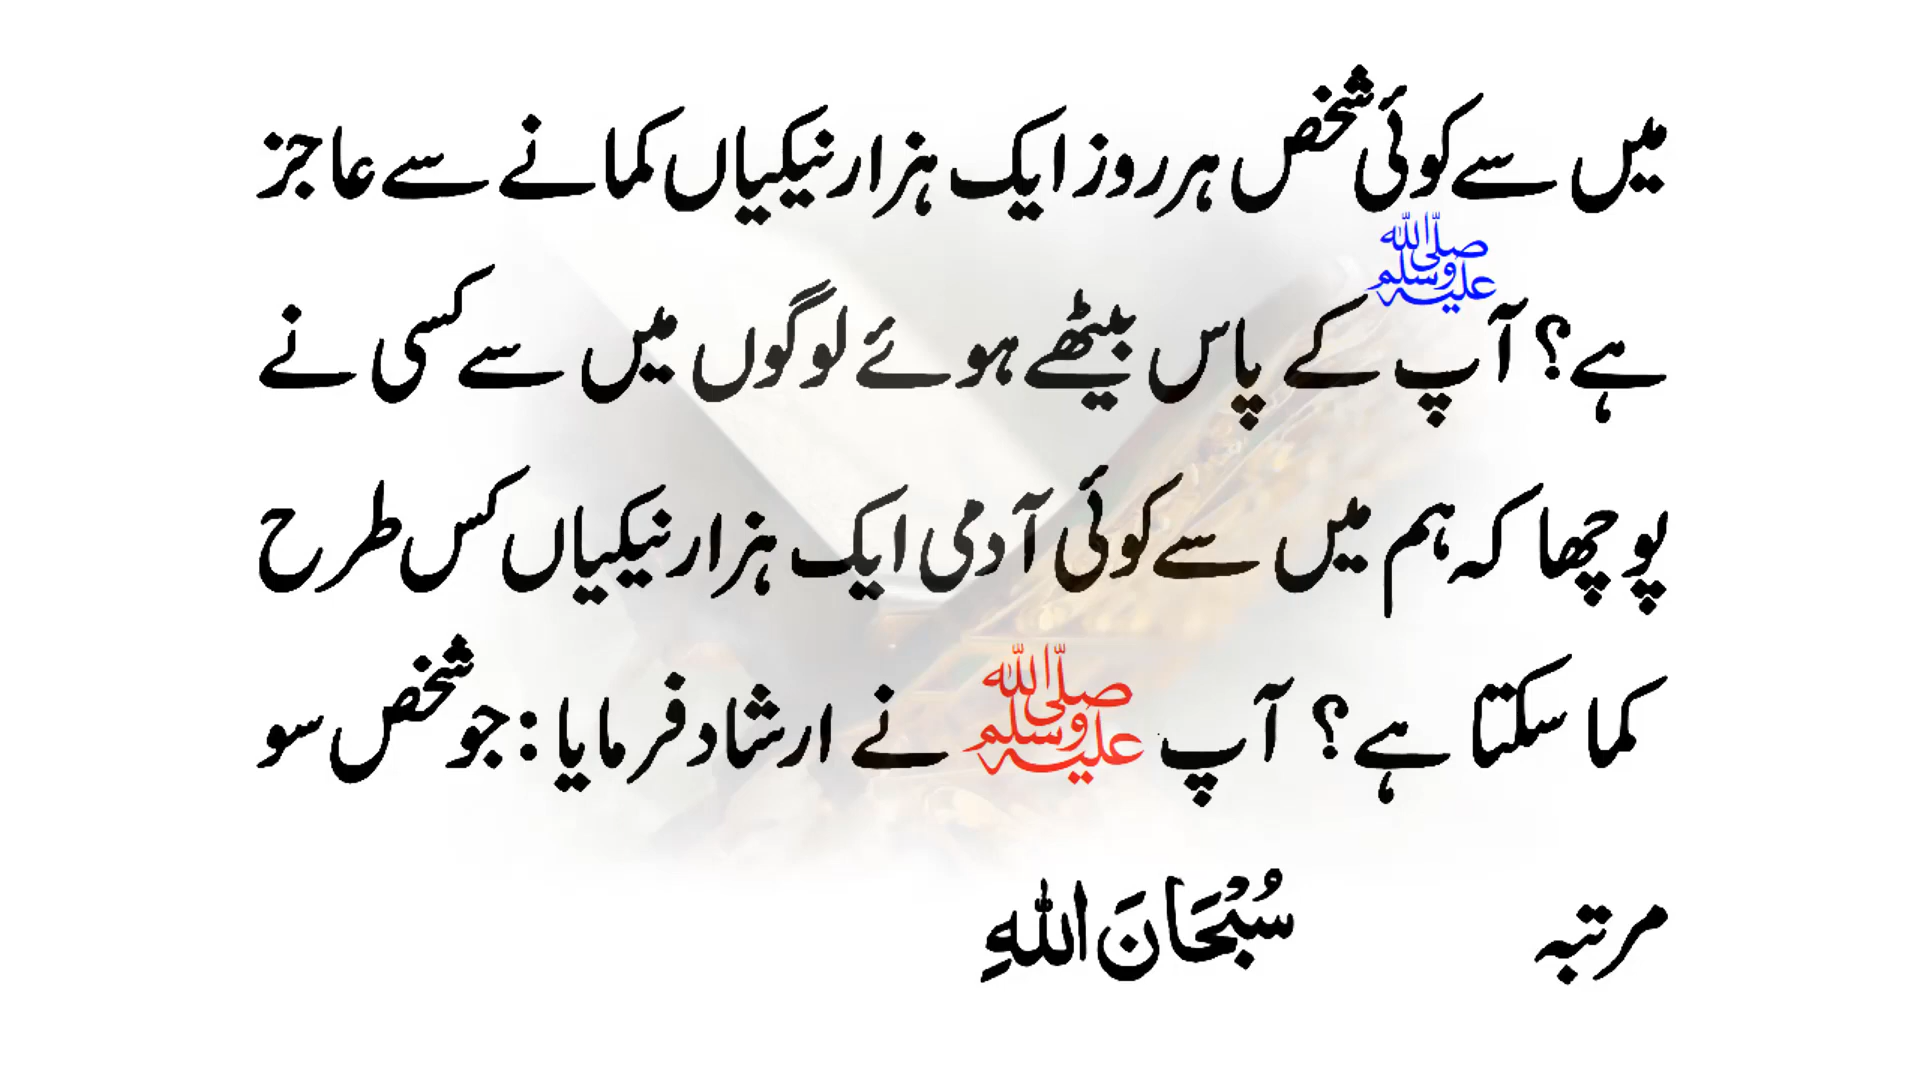 میں سے کوئی شخص ہر روز ایک ہزار نیکیاں کمانے سے عاجز
ہے؟ آپ صلی اللہ علیہ وسلم کے پاس بیٹھے ہوئے لوگوں میں سے کسی نے
پوچھا کہ ہم میں سے کوئی آدمی ایک ہزار نیکیاں کس طرح
کما سکتا ہے؟ آپ صلی اللہ علیہ وسلم نے ارشاد فرمایا: جو شخص سو
مرتبہ سُبْحَانَ اللهِ